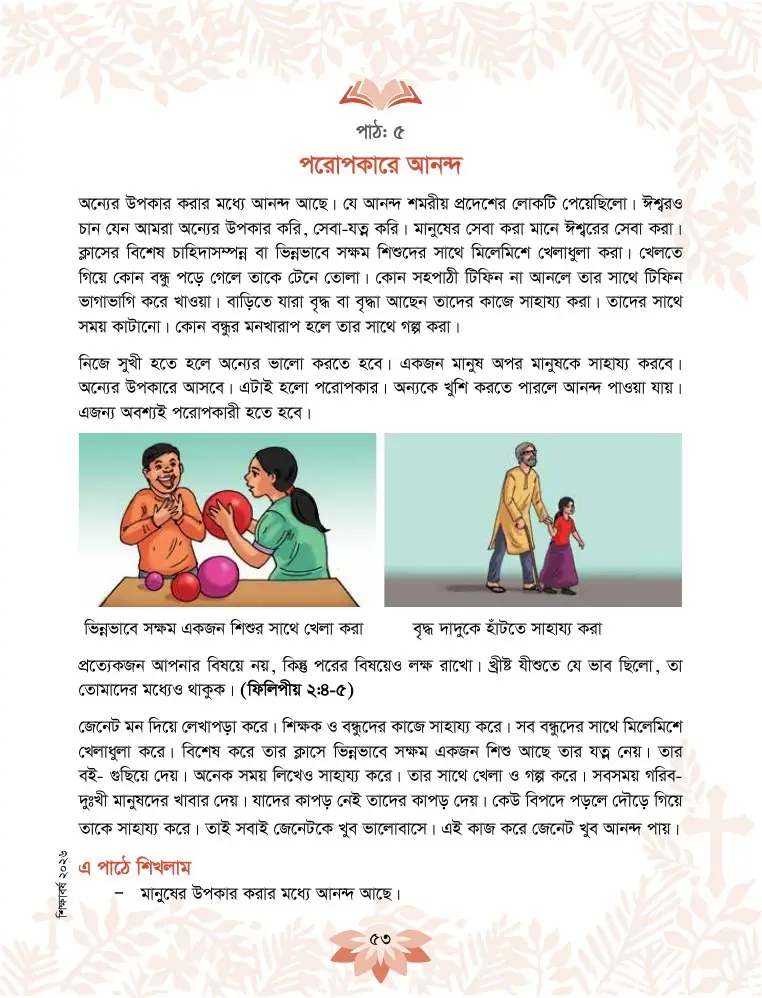 পাঠ: ৫
পরোপকারে আনন্দ
অন্যের উপকার করার মধ্যে আনন্দ আছে। যে আনন্দ শমরীয় প্রদেশের লোকটি পেয়েছিলো। ঈশ্বরও
চান যেন আমরা অন্যের উপকার করি, সেবা-যত্ন করি। মানুষের সেবা করা মানে ঈশ্বরের সেবা করা।
ক্লাসের বিশেষ চাহিদাসম্পন্ন বা ভিন্নভাবে সক্ষম শিশুদের সাথে মিলেমিশে খেলাধুলা করা। খেলতে
গিয়ে কোন বন্ধু পড়ে গেলে তাকে টেনে তোলা। কোন সহপাঠী টিফিন না আনলে তার সাথে টিফিন
ভাগাভাগি করে খাওয়া। বাড়িতে যারা বৃদ্ধ বা বৃদ্ধা আছেন তাদের কাজে সাহায্য করা। তাদের সাথে
সময় কাটানো। কোন বন্ধুর মনখারাপ হলে তার সাথে গল্প করা।
নিজে সুখী হতে হলে অন্যের ভালো করতে হবে। একজন মানুষ অপর মানুষকে সাহায্য করবে।
অন্যের উপকারে আসবে। এটাই হলো পরোপকার। অন্যকে খুশি করতে পারলে আনন্দ পাওয়া যায়।
এজন্য অবশ্যই পরোপকারী হতে হবে।
ভিন্নভাবে সক্ষম একজন শিশুর সাথে খেলা করা
বৃদ্ধ দাদুকে হাঁটতে সাহায্য করা
প্রত্যেকজন আপনার বিষয়ে নয়, কিন্তু পরের বিষয়েও লক্ষ রাখো। খ্রীষ্ট যীশুতে যে ভাব ছিলো, তা
তোমাদের মধ্যেও থাকুক। (ফিলিপীয় ২:৪-৫)
জেনেট মন দিয়ে লেখাপড়া করে। শিক্ষক ও বন্ধুদের কাজে সাহায্য করে। সব বন্ধুদের সাথে মিলেমিশে
খেলাধুলা করে। বিশেষ করে তার ক্লাসে ভিন্নভাবে সক্ষম একজন শিশু আছে তার যত্ন নেয়। তার
বই- গুছিয়ে দেয়। অনেক সময় লিখেও সাহায্য করে। তার সাথে খেলা ও গল্প করে। সবসময় গরিব-
দুঃখী মানুষদের খাবার দেয়। যাদের কাপড় নেই তাদের কাপড় দেয়। কেউ বিপদে পড়লে দৌড়ে গিয়ে
তাকে সাহায্য করে। তাই সবাই জেনেটকে খুব ভালোবাসে। এই কাজ করে জেনেট খুব আনন্দ পায়।
এ পাঠে শিখলাম
– মানুষের উপকার করার মধ্যে আনন্দ আছে।
শিক্ষাবর্ষ ২০২৬
৫৩